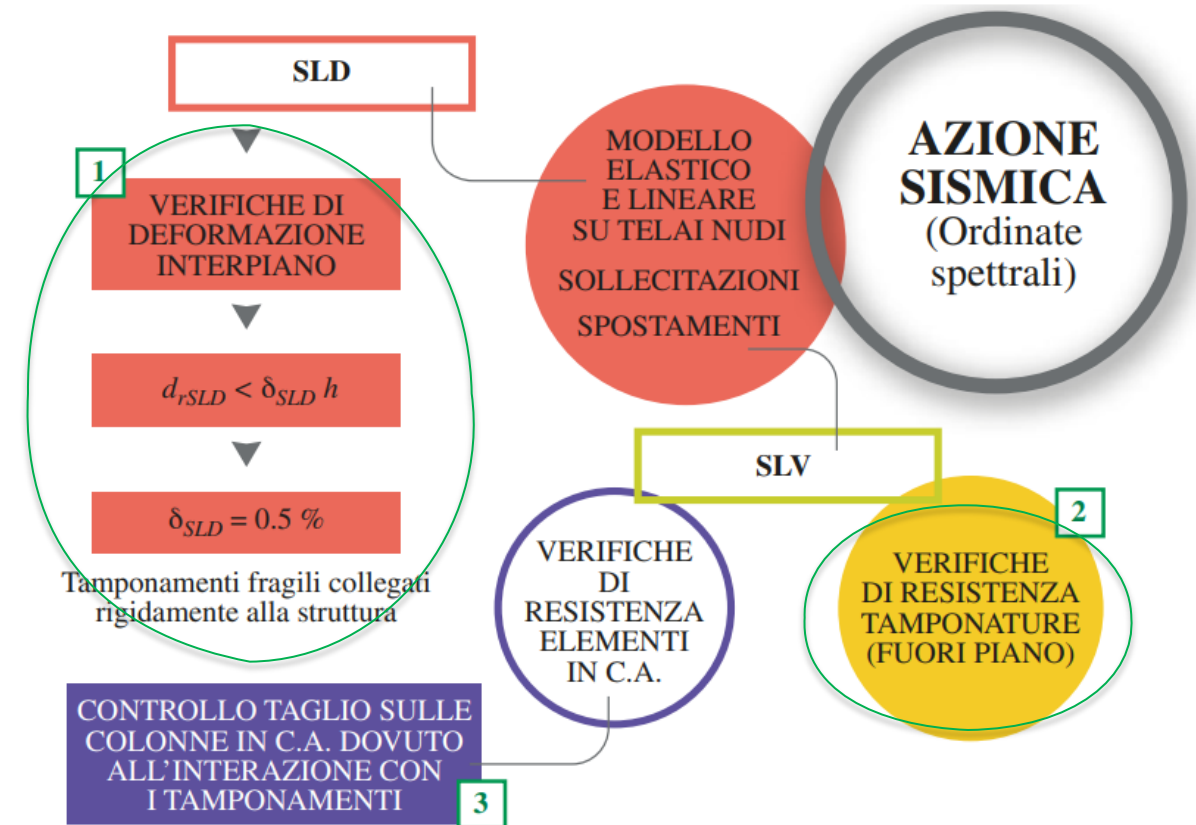 SLD
1
VERIFICHE DI
DEFORMAZIONE
INTERPIANO
d_rSLD < δ_SLD h
δ_SLD = 0.5 %
Tamponamenti fragili collegati
rigidamente alla struttura
MODELLO
ELASTICO
E LINEARE
SU TELAI NUDI
SOLLECITAZIONI
SPOSTAMENTI
AZIONE
SISMICA
(Ordinate
spettrali)
SLV
VERIFICHE
DI
RESISTENZA
ELEMENTI
IN C.A.
2
VERIFICHE
DI RESISTENZA
TAMPONATURE
(FUORI PIANO)
CONTROLLO TAGLIO SULLE
COLONNE IN C.A. DOVUTO
ALL'INTERAZIONE CON
I TAMPONAMENTI
3